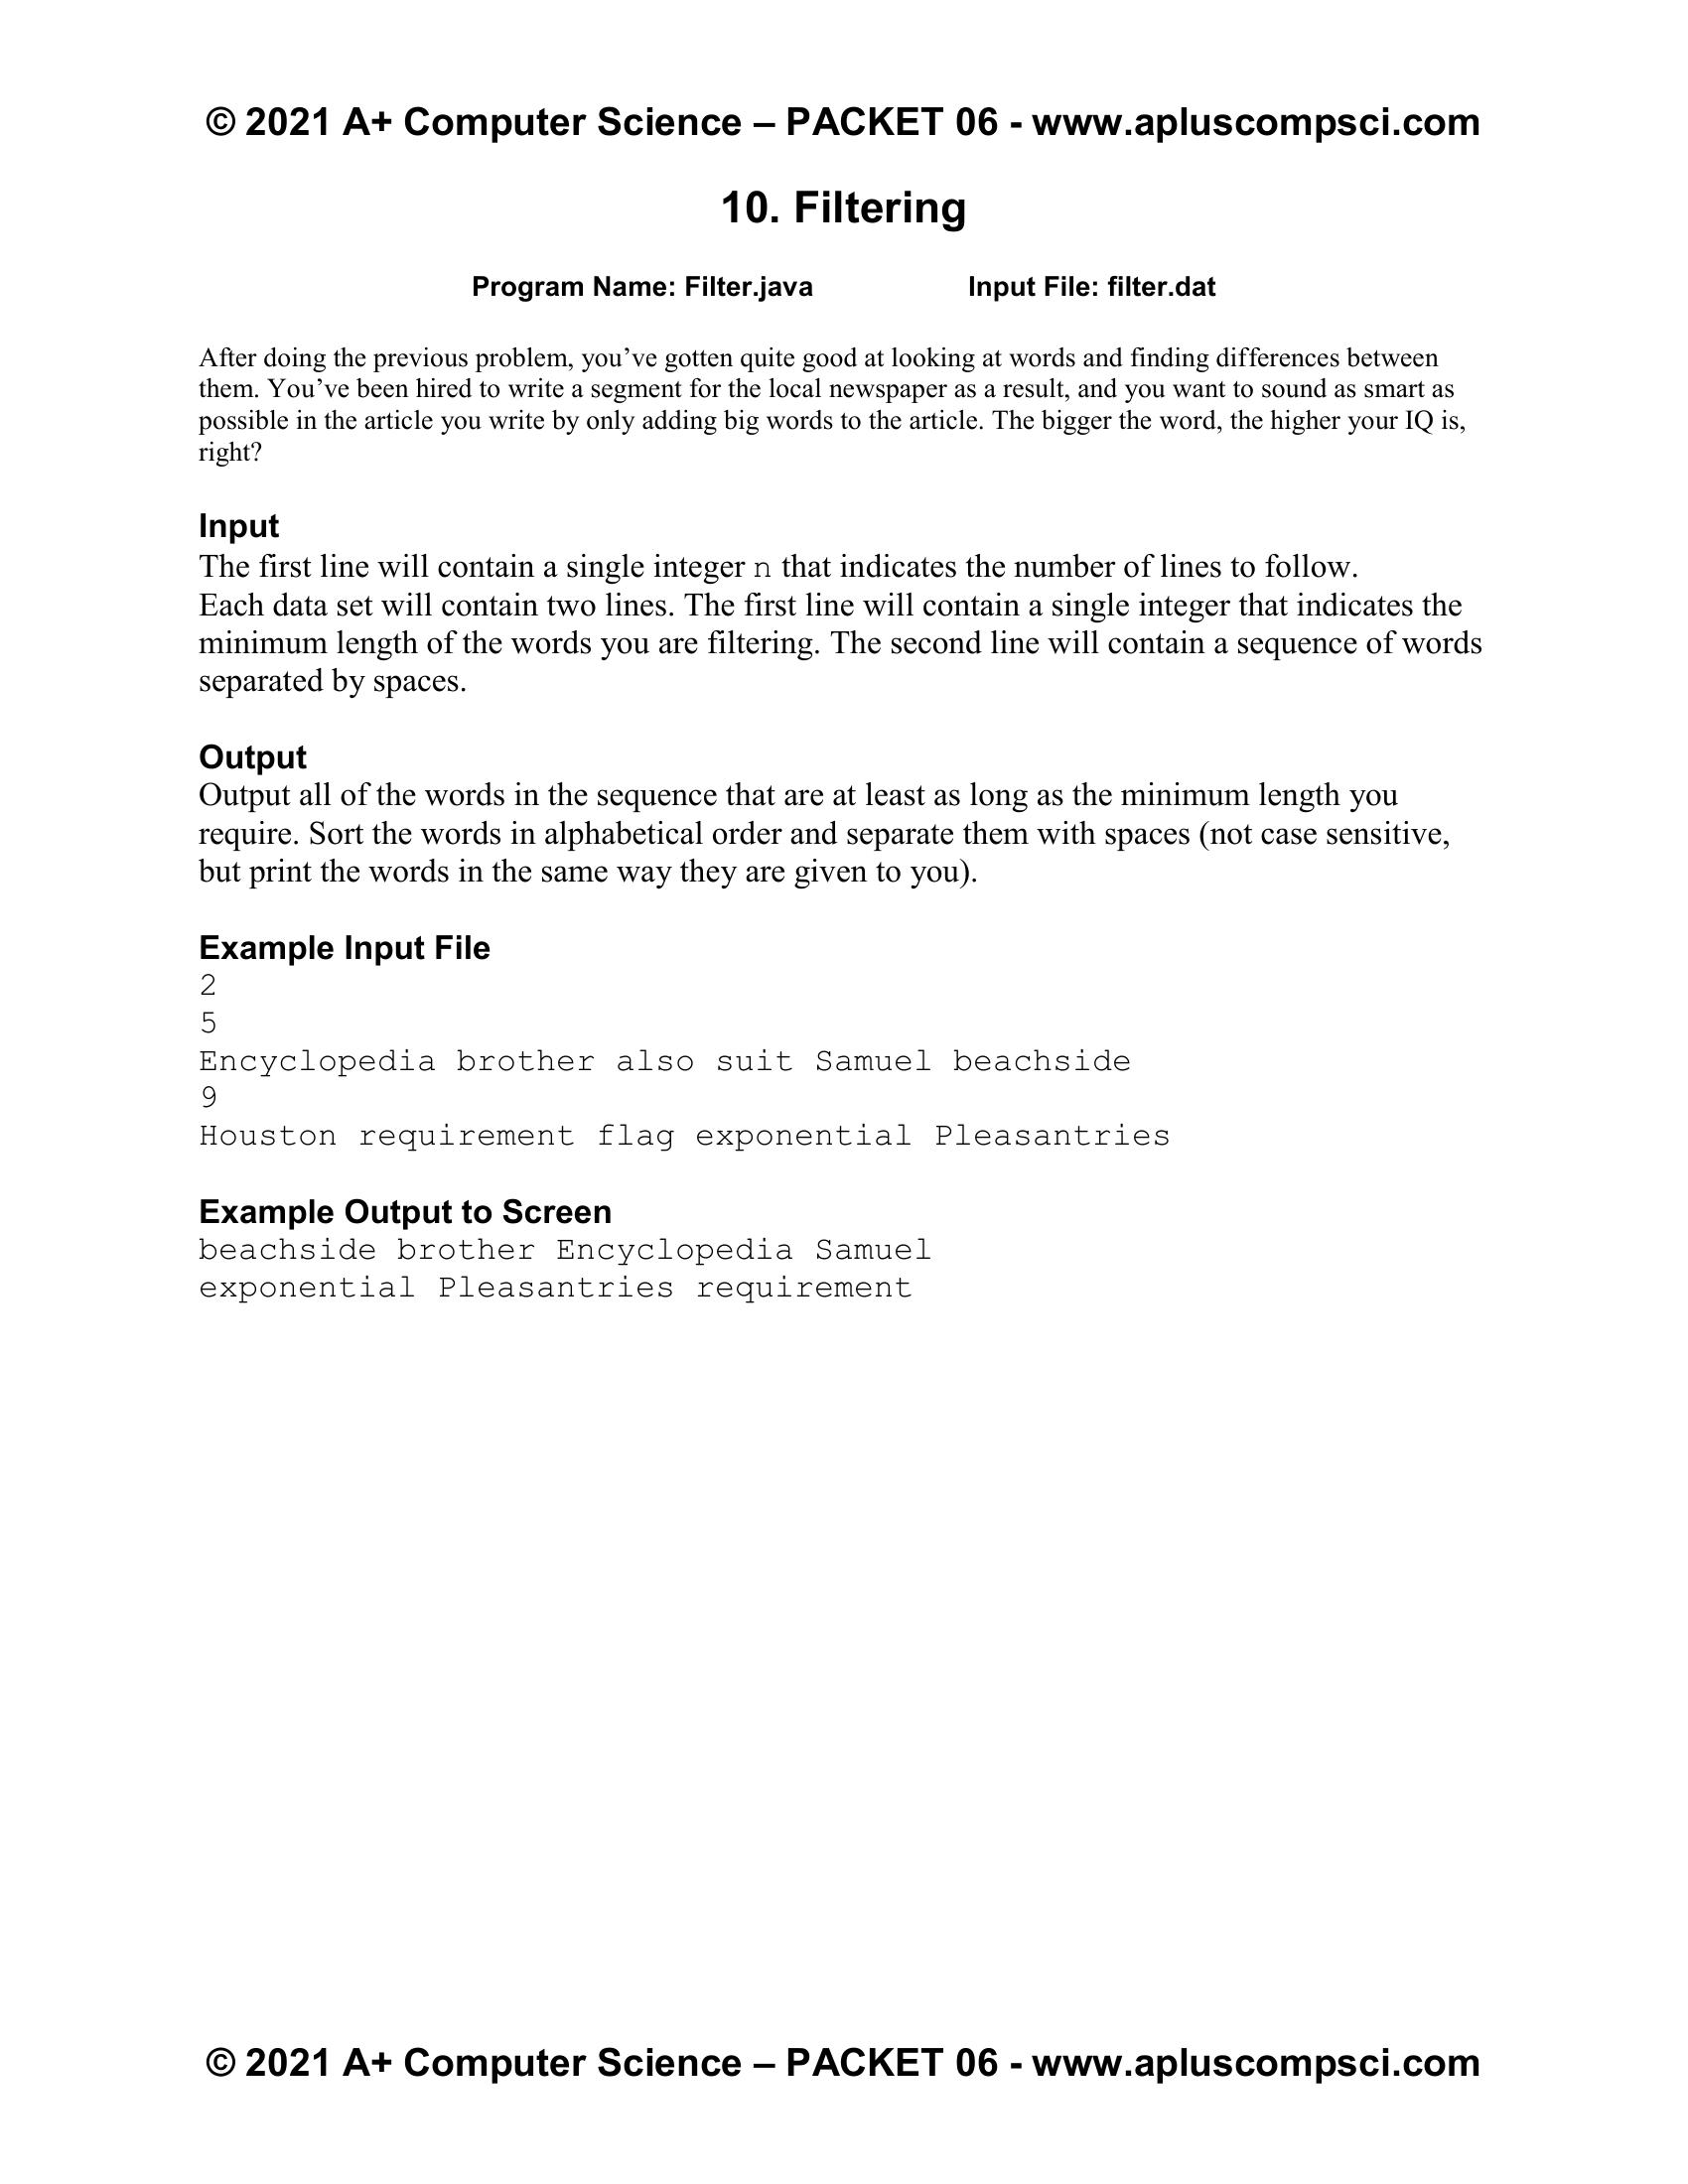 © 2021 A+ Computer Science – PACKET 06 - www.apluscompsci.com
10. Filtering
Program Name: Filter.java Input File: filter.dat
After doing the previous problem, you’ve gotten quite good at looking at words and finding differences between
them. You’ve been hired to write a segment for the local newspaper as a result, and you want to sound as smart as
possible in the article you write by only adding big words to the article. The bigger the word, the higher your IQ is,
right?
Input
The first line will contain a single integer n that indicates the number of lines to follow.
Each data set will contain two lines. The first line will contain a single integer that indicates the
minimum length of the words you are filtering. The second line will contain a sequence of words
separated by spaces.
Output
Output all of the words in the sequence that are at least as long as the minimum length you
require. Sort the words in alphabetical order and separate them with spaces (not case sensitive,
but print the words in the same way they are given to you).
Example Input File
2
5
Encyclopedia brother also suit Samuel beachside
9
Houston requirement flag exponential Pleasantries
Example Output to Screen
beachside brother Encyclopedia Samuel
exponential Pleasantries requirement
© 2021 A+ Computer Science – PACKET 06 - www.apluscompsci.com